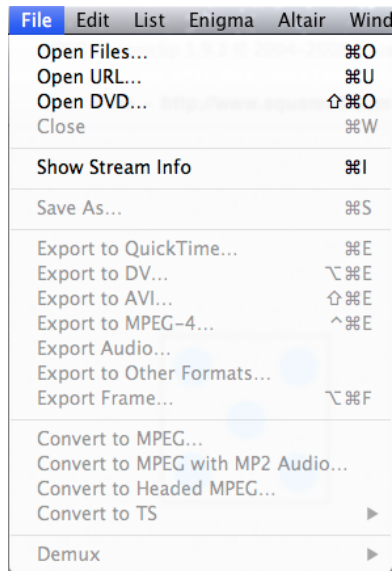 File Edit List Enigma Altair Wind
Open Files... ⌘O
Open URL... ⌘U
Open DVD... ⇧⌘O
Close ⌘W
Show Stream Info ⌘I
Save As... ⌘S
Export to QuickTime... ⌘E
Export to DV... ⌥⌘E
Export to AVI... ⇧⌘E
Export to MPEG-4... ^⌘E
Export Audio...
Export to Other Formats...
Export Frame... ⌥⌘F
Convert to MPEG...
Convert to MPEG with MP2 Audio...
Convert to Headed MPEG...
Convert to TS
Demux